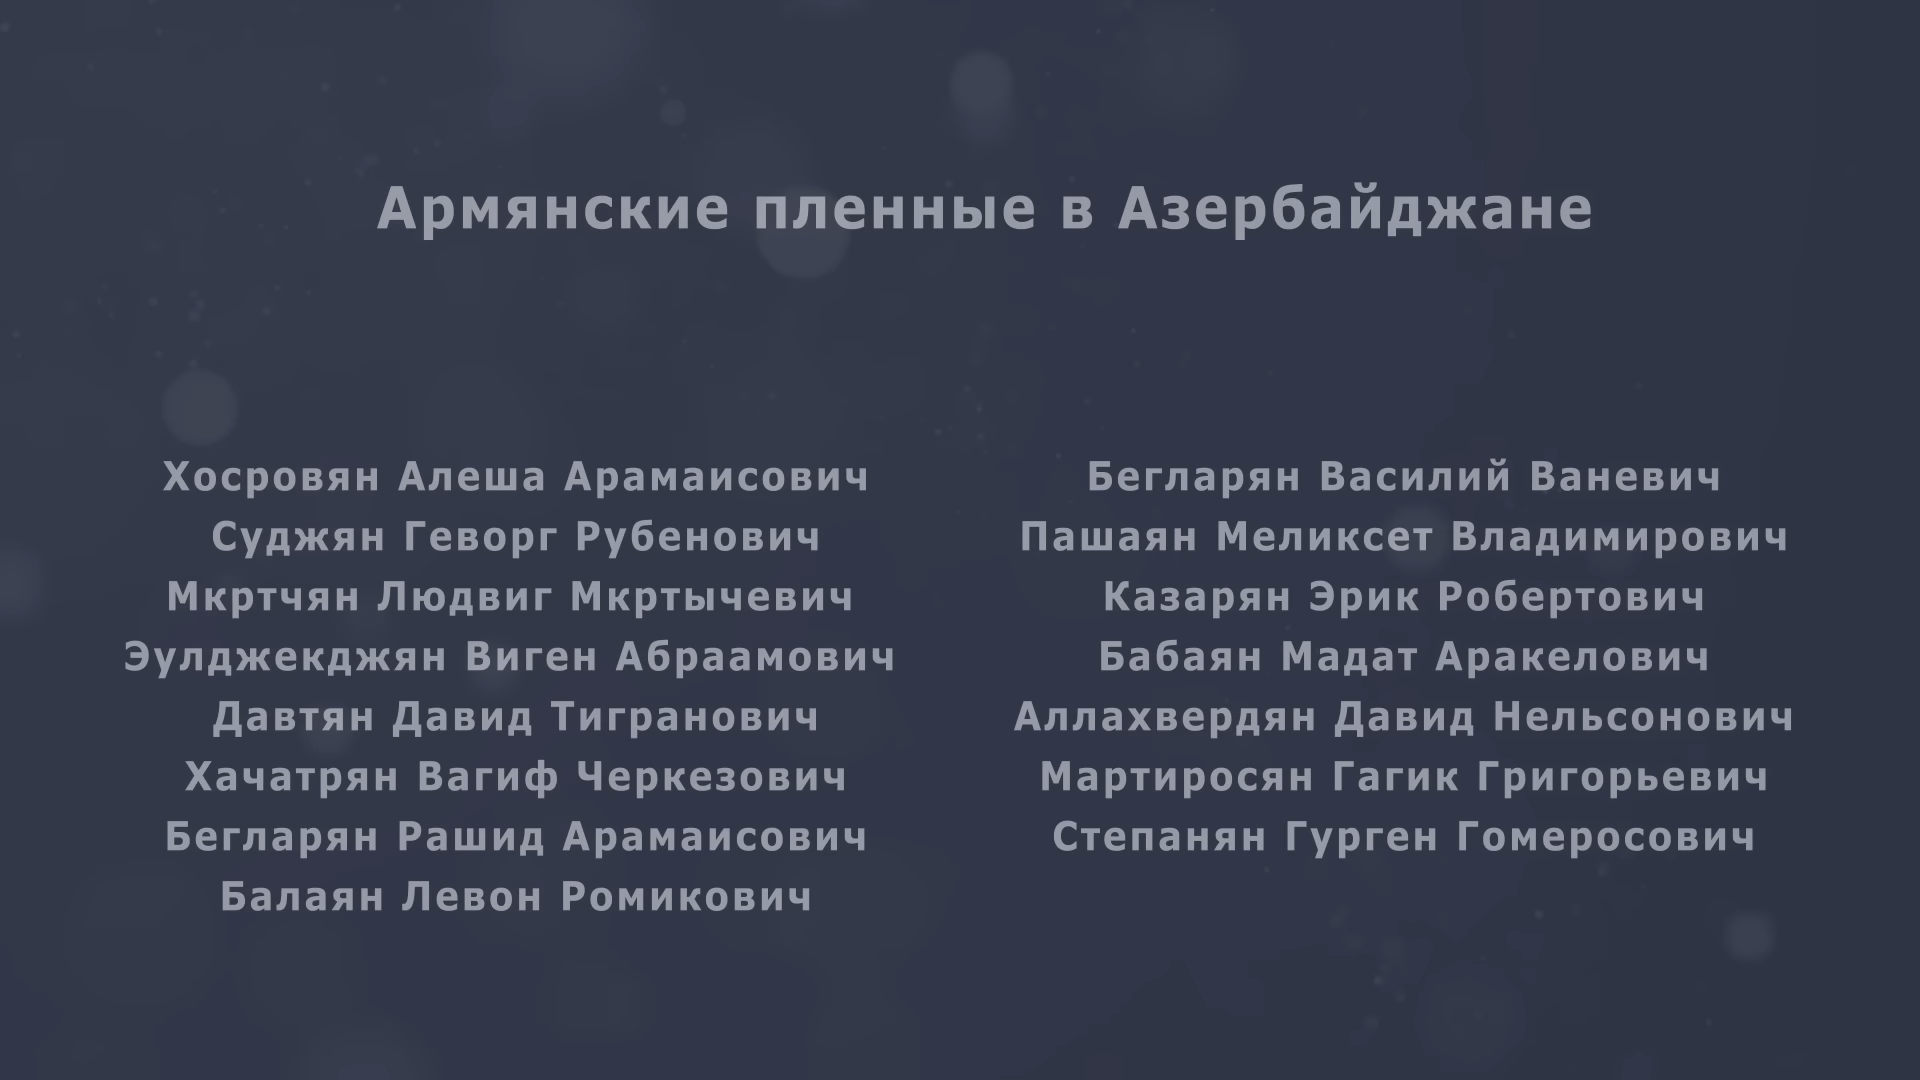 Армянские пленные в Азербайджане
Хосровян Алеша Арамаисович
Суджян Геворг Рубенович
Мкртчян Людвиг Мкртычевич
Эулджекджян Виген Абраамович
Давтян Давид Тигранович
Хачатрян Вагиф Черкезович
Бегларян Рашид Арамаисович
Балаян Левон Ромикович
Бегларян Василий Ваневич
Пашаян Меликсет Владимирович
Казарян Эрик Робертович
Бабаян Мадат Аракелович
Аллахвердян Давид Нельсонович
Мартиросян Гагик Григорьевич
Степанян Гурген Гомеросович